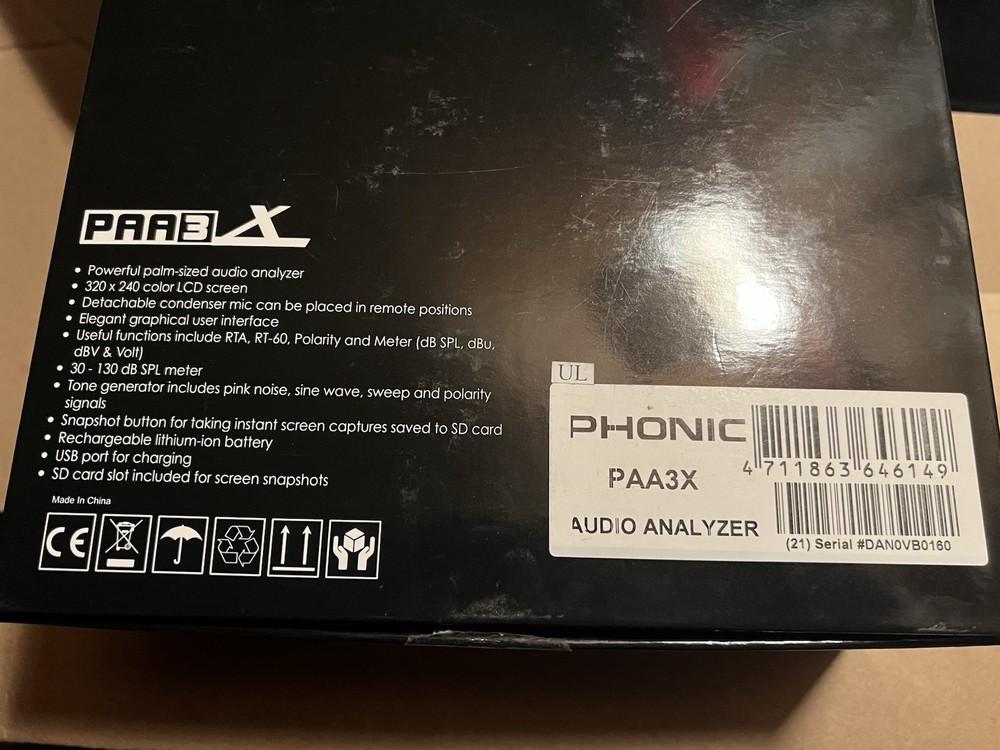 PAA3X
• Powerful palm-sized audio analyzer
• 320 x 240 color LCD screen
• Detachable condenser mic can be placed in remote positions
• Elegant graphical user interface
• Useful functions include RTA, RT-60, Polarity and Meter (dB SPL, dBu,
dBV & Volt)
• 30 - 130 dB SPL meter
• Tone generator includes pink noise, sine wave, sweep and polarity
signals
• Snapshot button for taking instant screen captures saved to SD card
• Rechargeable lithium-ion battery
• USB port for charging
• SD card slot included for screen snapshots
Made In China
CE
UL
PHONIC
4 711863 646149
PAA3X
AUDIO ANALYZER
(21) Serial #DAN0VB0160